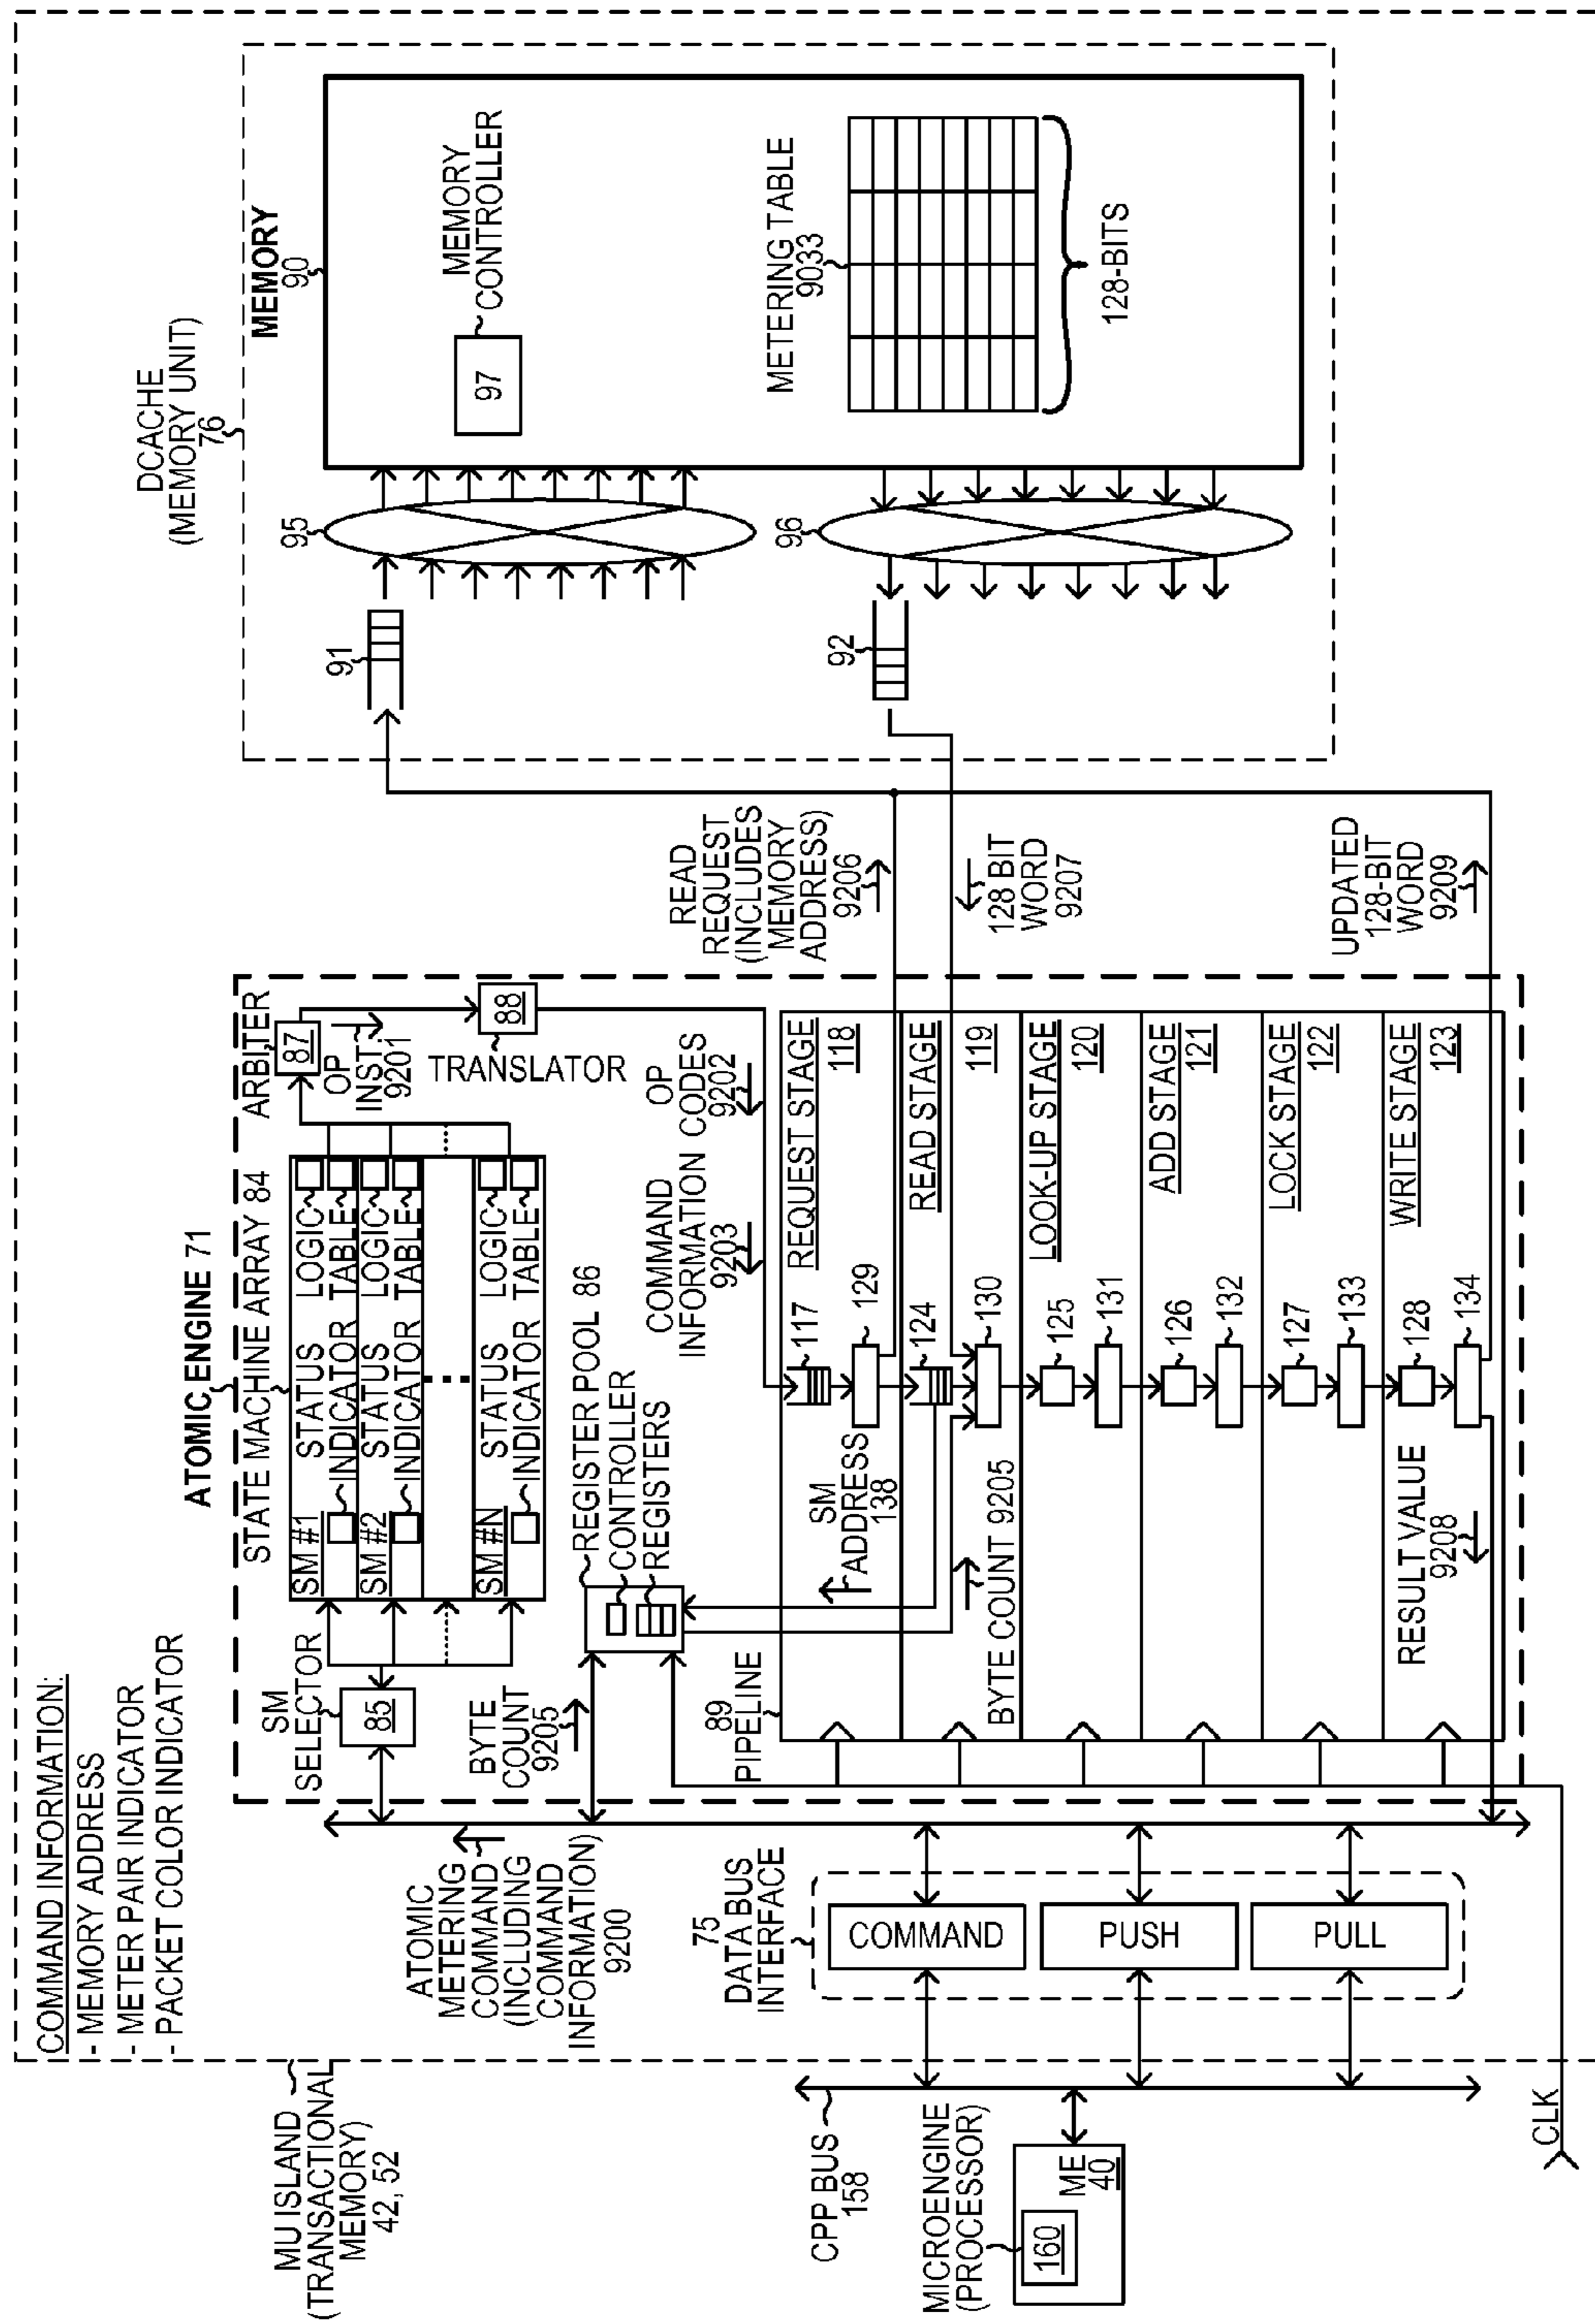 COMMAND INFORMATION:
- MEMORY ADDRESS
- METER PAIR INDICATOR
- PACKET COLOR INDICATOR
MU ISLAND
(TRANSACTIONAL
MEMORY)
42, 52
ATOMIC ENGINE 71
STATE MACHINE ARRAY 84
ARBITER
87
OP
INST.
9201
88
TRANSLATOR
SM
SELECTOR
85
SM #1
STATUS
INDICATOR
LOGIC
TABLE
SM #2
STATUS
INDICATOR
LOGIC
TABLE
SM #N
STATUS
INDICATOR
LOGIC
TABLE
BYTE
COUNT
9205
REGISTER POOL 86
CONTROLLER
REGISTERS
COMMAND
INFORMATION
9203
OP
CODES
9202
ATOMIC
METERING
COMMAND
(INCLUDING
COMMAND
INFORMATION)
9200
89
PIPELINE
SM
ADDRESS
138
BYTE COUNT 9205
117
REQUEST STAGE
118
129
124
READ STAGE
119
130
125
LOOK-UP STAGE
120
131
126
ADD STAGE
121
132
127
LOCK STAGE
122
133
128
WRITE STAGE
123
134
RESULT VALUE
9208
READ
REQUEST
(INCLUDES
MEMORY
ADDRESS)
9206
128 BIT
WORD
9207
UPDATED
128-BIT
WORD
9209
DCACHE
(MEMORY UNIT)
76
MEMORY
90
91
95
92
96
MEMORY
CONTROLLER
97
METERING TABLE
9033
128-BITS
75
DATA BUS
INTERFACE
COMMAND
PUSH
PULL
CPP BUS
158
MICROENGINE
(PROCESSOR)
160
ME
40
CLK